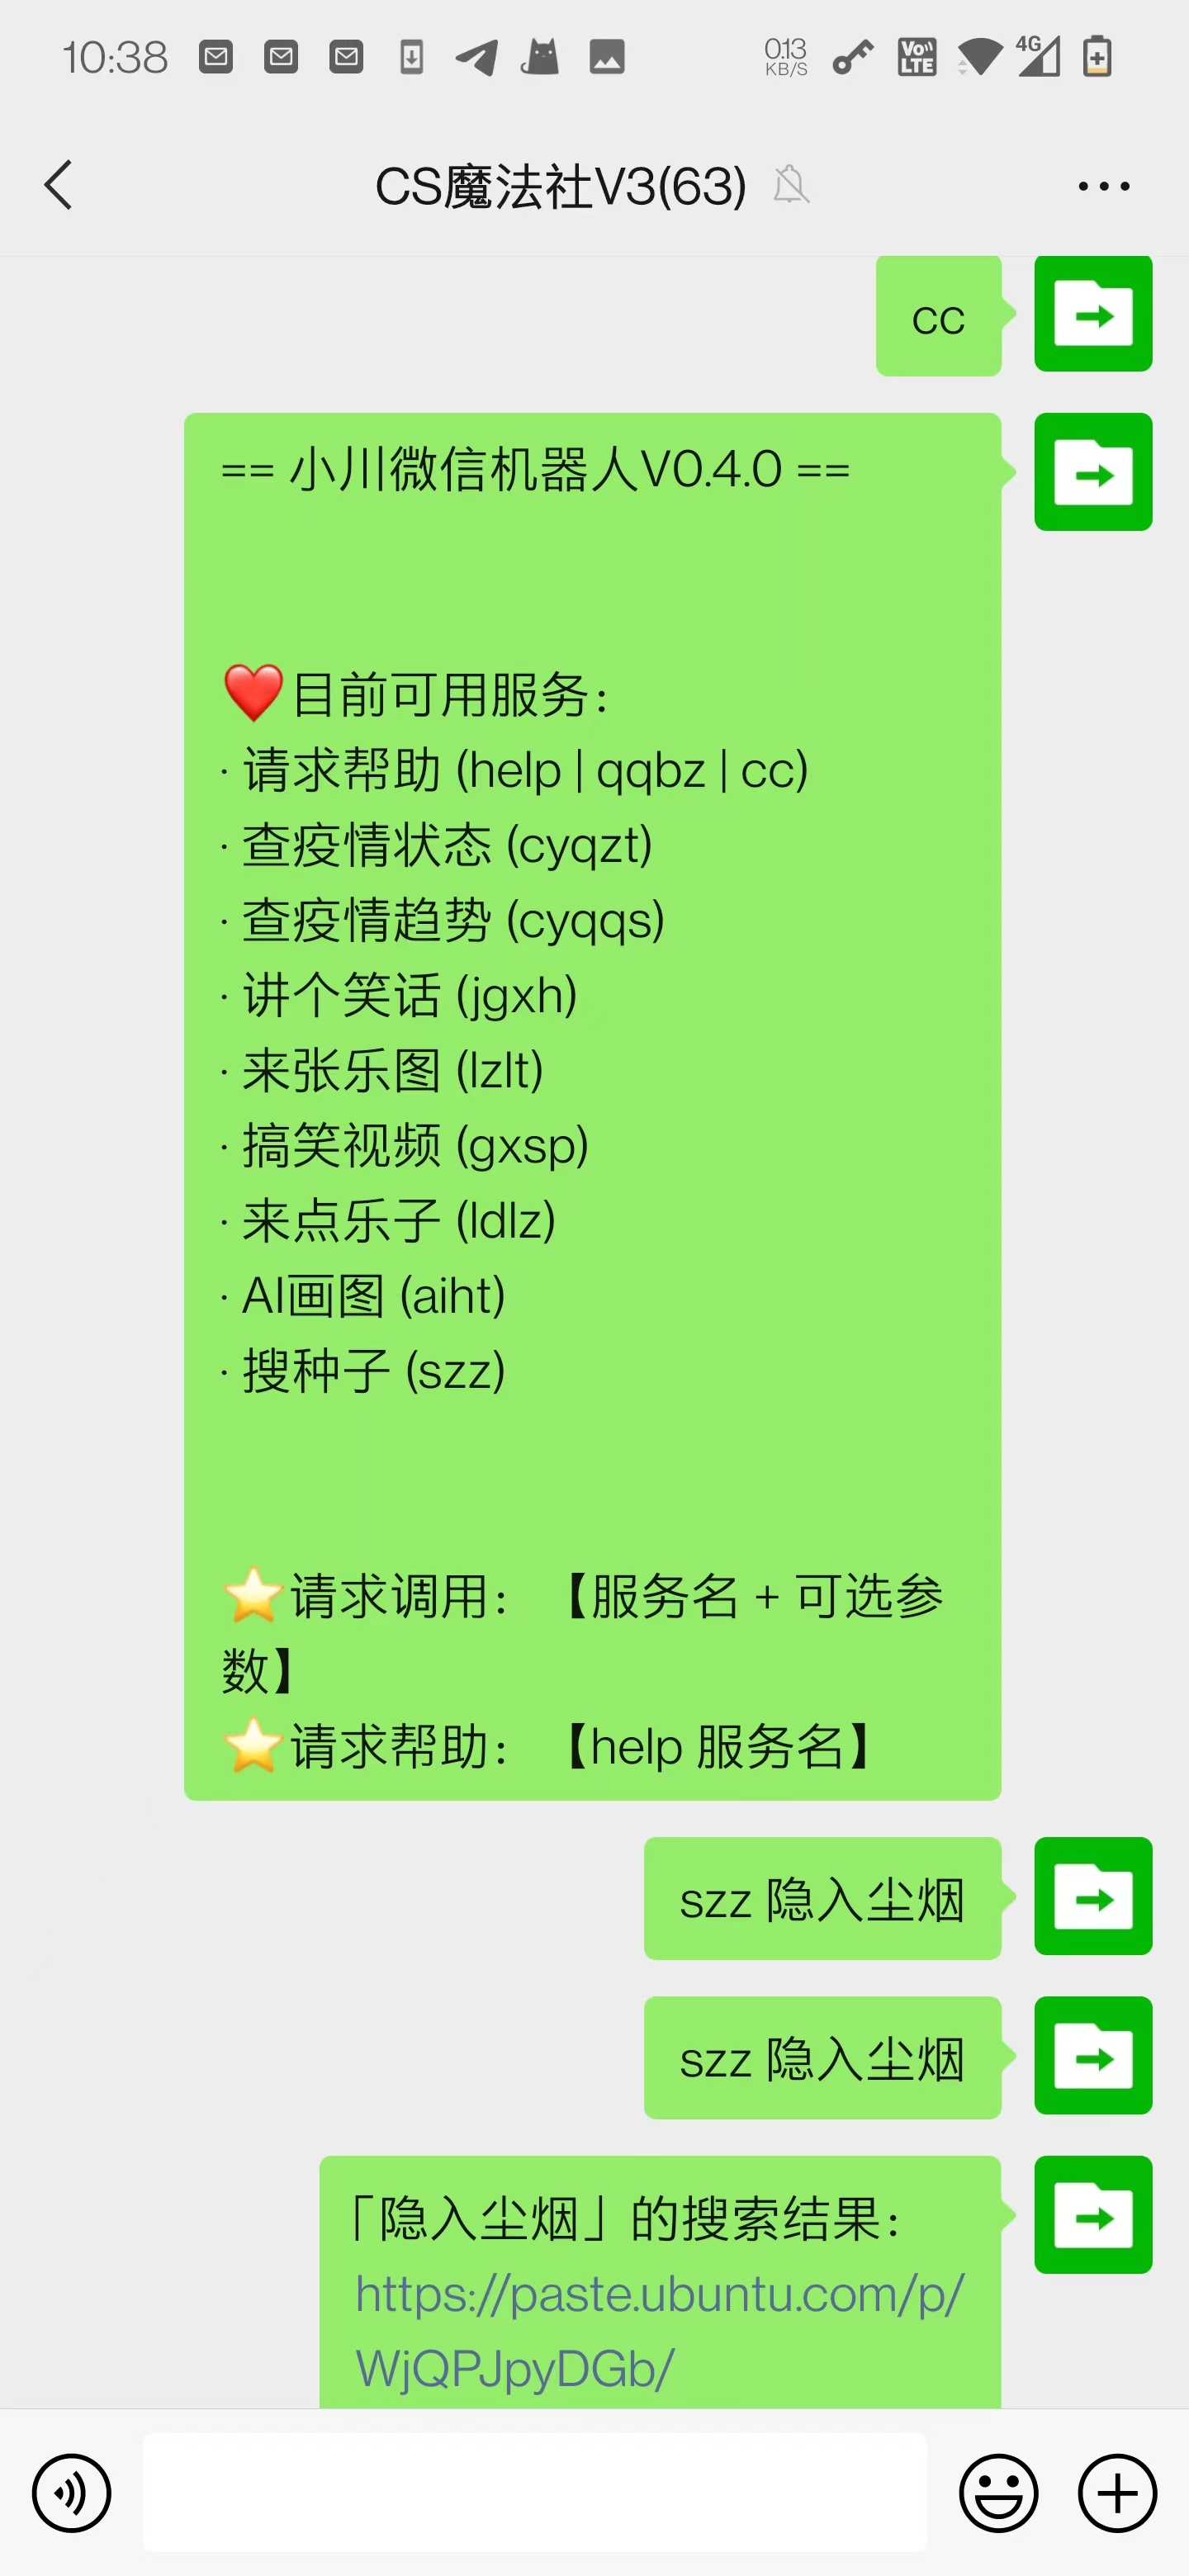 10:38
0.13
KB/S
Vo
LTE
4G
CS魔法社V3(63)
cc
== 小川微信机器人V0.4.0 ==
❤️目前可用服务：
· 请求帮助 (help | qqbz | cc)
· 查疫情状态 (cyqzt)
· 查疫情趋势 (cyqqs)
· 讲个笑话 (jgxh)
· 来张乐图 (lzlt)
· 搞笑视频 (gxsp)
· 来点乐子 (ldlz)
· AI画图 (aiht)
· 搜种子 (szz)
⭐请求调用：【服务名 + 可选参
数】
⭐请求帮助：【help 服务名】
szz 隐入尘烟
szz 隐入尘烟
「隐入尘烟」的搜索结果：
https://paste.ubuntu.com/p/
WjQPJpyDGb/